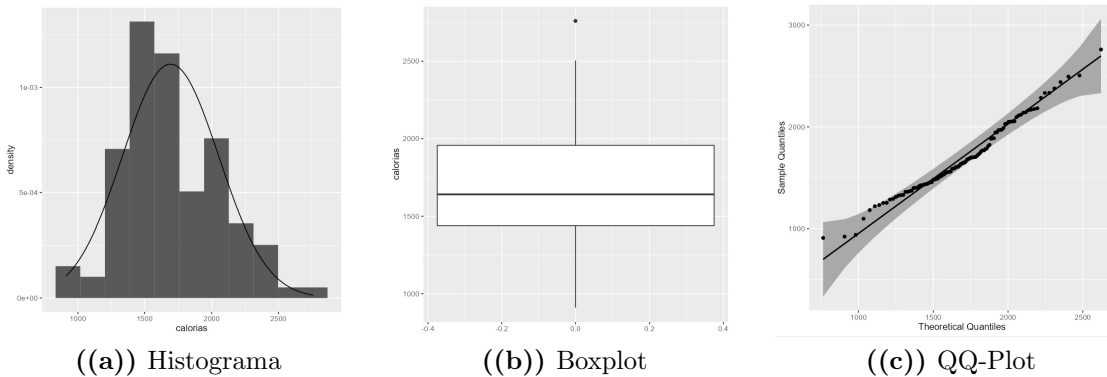 density
1e-03
5e-04
0e+00
1000
1500
2000
2500
calorias
((a)) Histograma
calorias
2500
2000
1500
1000
-0.4
-0.2
0.0
0.2
0.4
((b)) Boxplot
Sample Quantiles
3000
2000
1000
1000
1500
2000
2500
Theoretical Quantiles
((c)) QQ-Plot